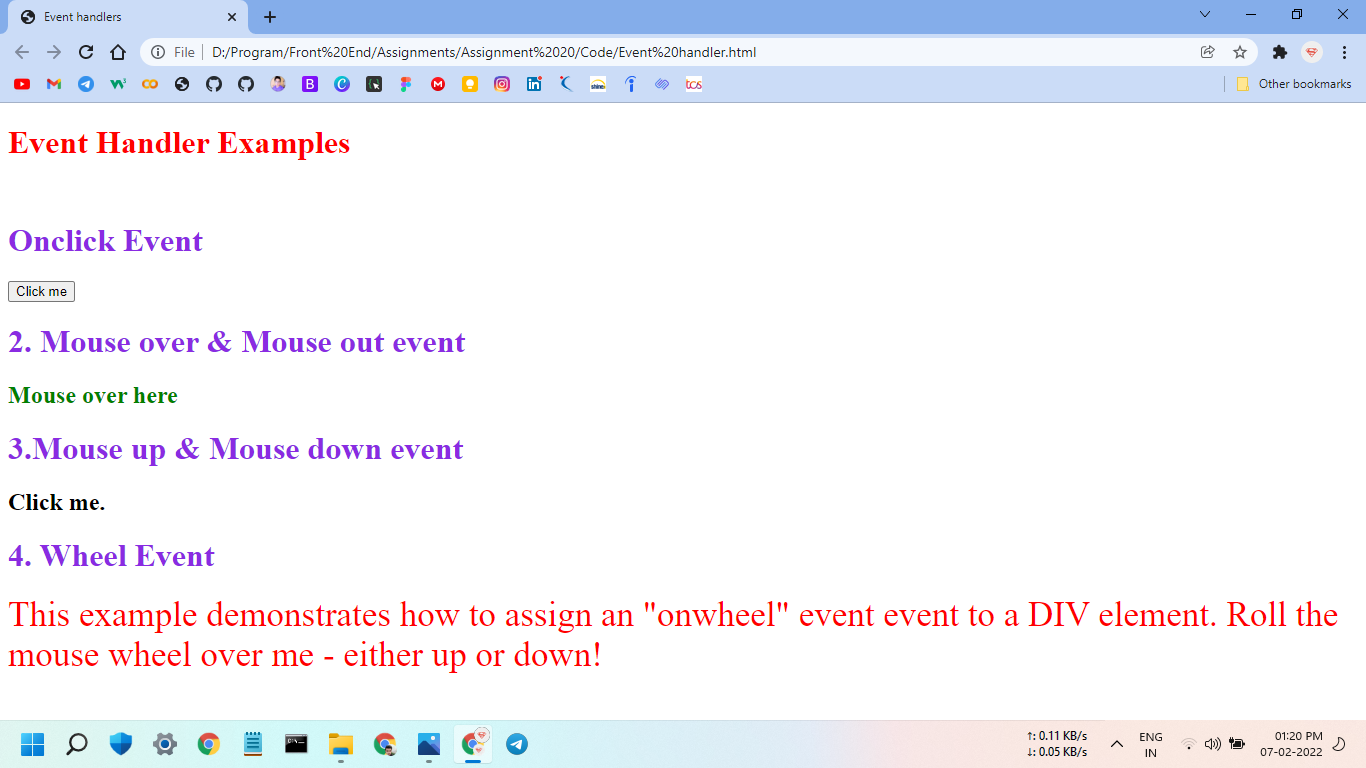 Event handlers
File
D:/Program/Front%20End/Assignments/Assignment%2020/Code/Event%20handler.html
shine
tcs
Other bookmarks
Event Handler Examples
Onclick Event
Click me
2. Mouse over & Mouse out event
Mouse over here
3.Mouse up & Mouse down event
Click me.
4. Wheel Event
This example demonstrates how to assign an "onwheel" event event to a DIV element. Roll the
mouse wheel over me - either up or down!
↑: 0.11 KB/s
↓: 0.05 KB/s
ENG
IN
01:20 PM
07-02-2022